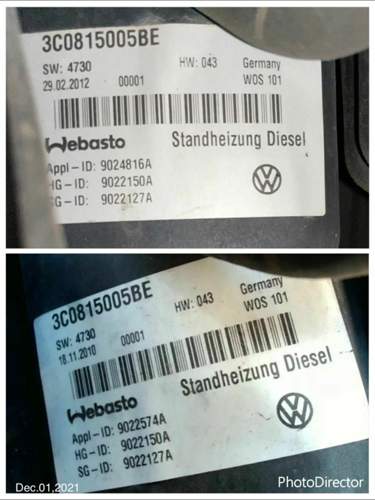 3C0815005BE
SW: 4730 HW: 043 Germany
29.02.2012 00001 WOS 101
Webasto Standheizung Diesel
Appl-ID: 9024816A
HG-ID: 9022150A
SG-ID: 9022127A
3C0815005BE
SW: 4730 HW: 043 Germany
18.11.2010 00001 WOS 101
Webasto Standheizung Diesel
Appl-ID: 9022574A
HG-ID: 9022150A
SG-ID: 9022127A
Dec.01,2021 PhotoDirector